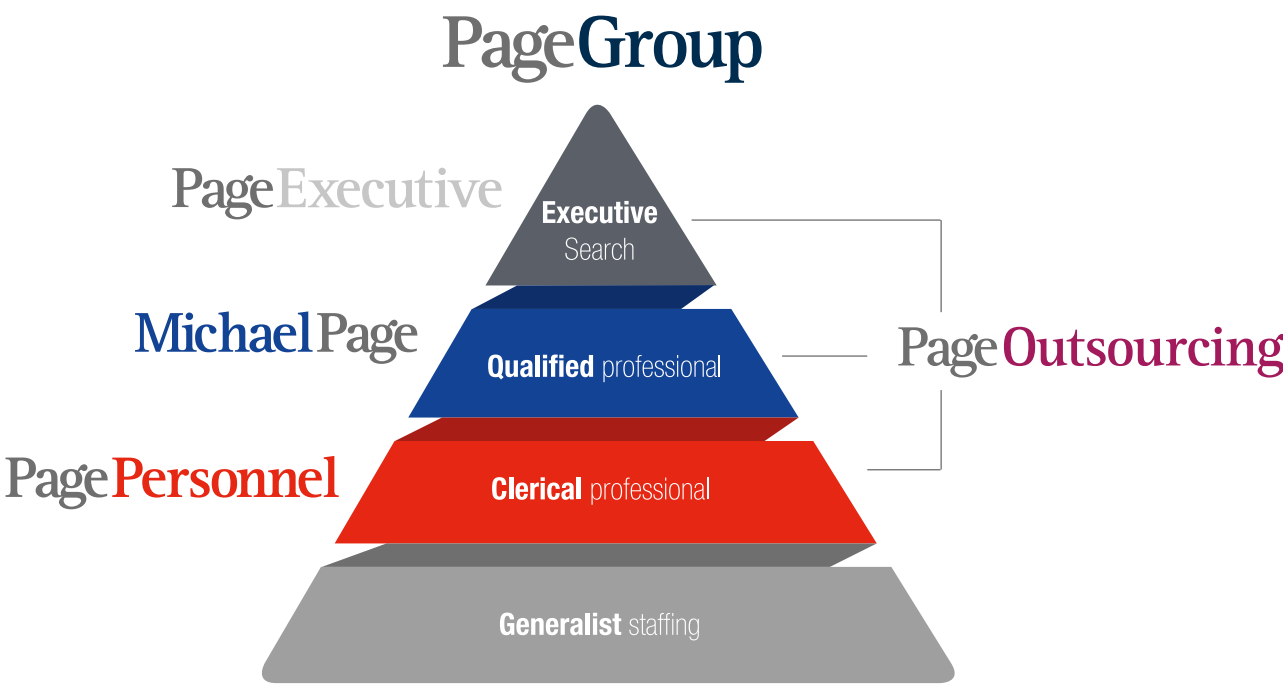 PageGroup
PageExecutive
Executive
Search
MichaelPage
Qualified professional
PageOutsourcing
PagePersonnel
Clerical professional
Generalist staffing